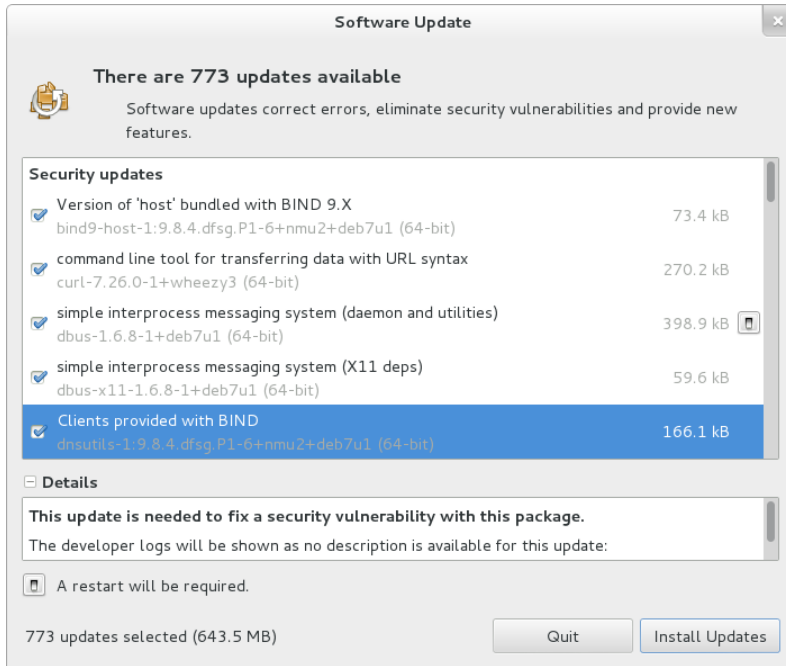 Software Update
There are 773 updates available
Software updates correct errors, eliminate security vulnerabilities and provide new
features.
Security updates
Version of 'host' bundled with BIND 9.X
bind9-host-1:9.8.4.dfsg.P1-6+nmu2+deb7u1 (64-bit)
73.4 kB
command line tool for transferring data with URL syntax
curl-7.26.0-1+wheezy3 (64-bit)
270.2 kB
simple interprocess messaging system (daemon and utilities)
dbus-1.6.8-1+deb7u1 (64-bit)
398.9 kB
simple interprocess messaging system (X11 deps)
dbus-x11-1.6.8-1+deb7u1 (64-bit)
59.6 kB
Clients provided with BIND
dnsutils-1:9.8.4.dfsg.P1-6+nmu2+deb7u1 (64-bit)
166.1 kB
Details
This update is needed to fix a security vulnerability with this package.
The developer logs will be shown as no description is available for this update:
A restart will be required.
773 updates selected (643.5 MB)
Quit
Install Updates